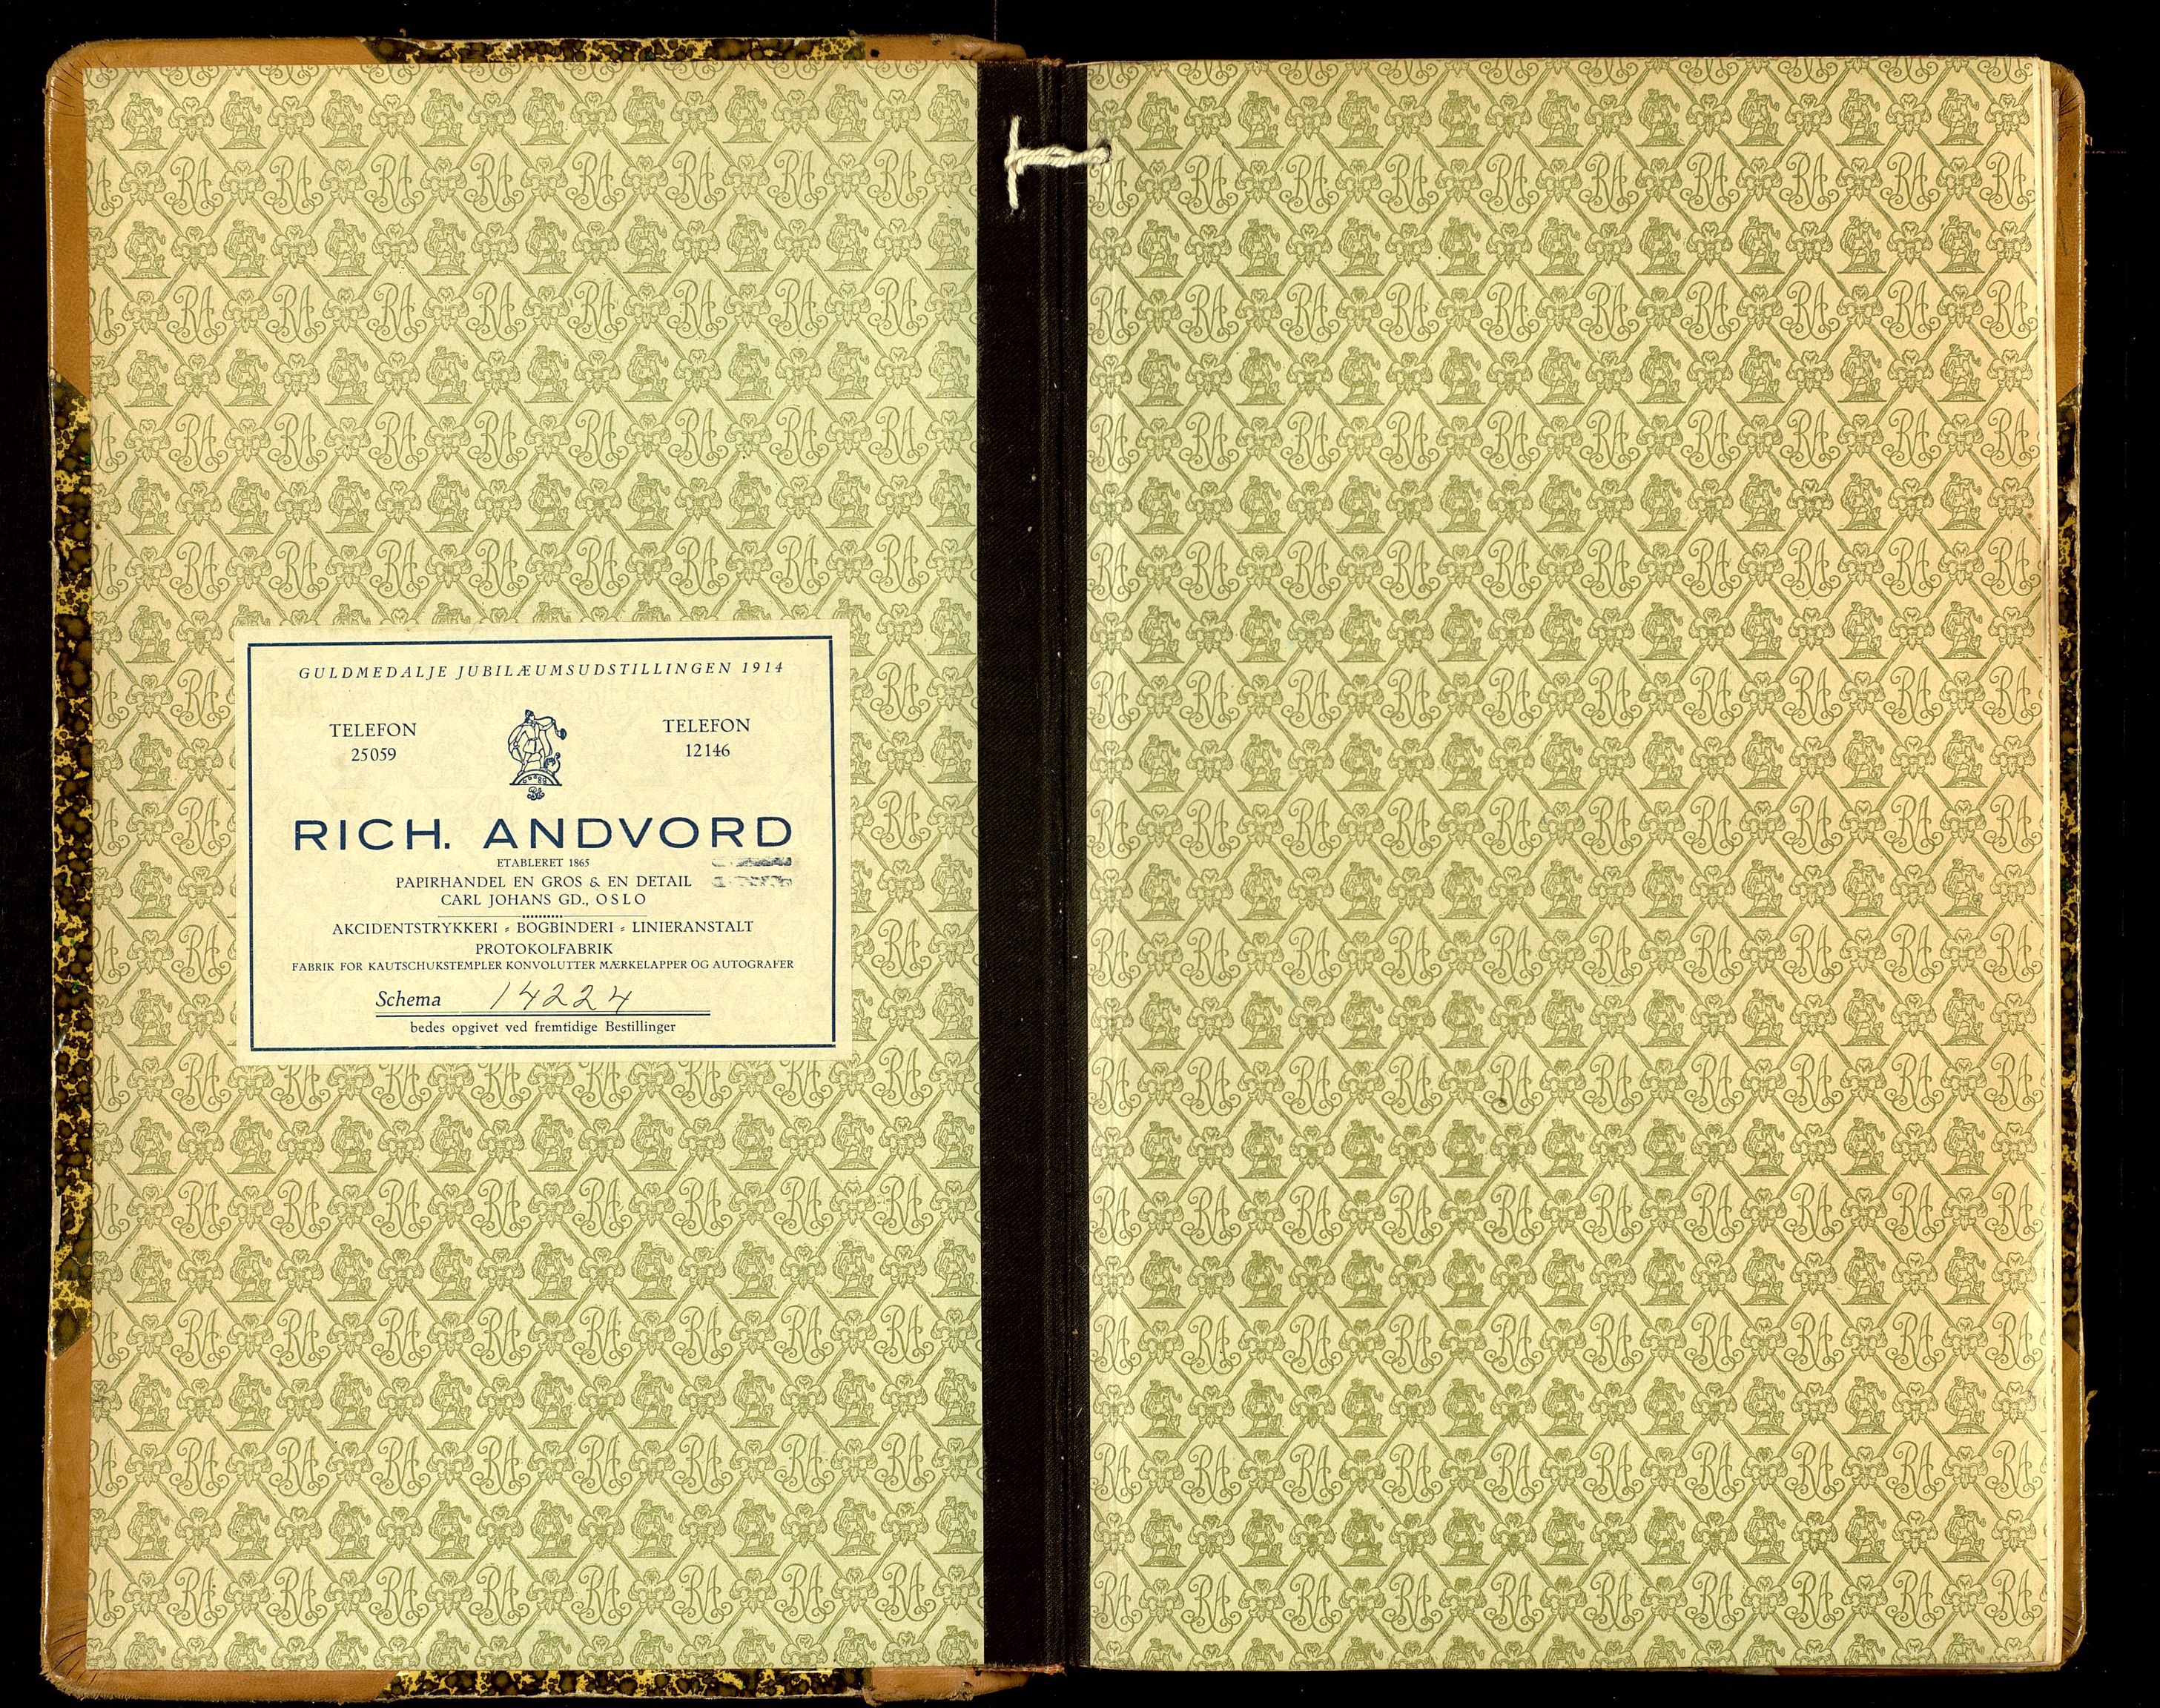 GULDMEDALJE JUBILÆUMSUDSTILLINGEN 1914
TELEFON
25059
TELEFON
12146
RICH. ANDVORD
ETABLERET 1865
PAPIRHANDEL EN GROS & EN DETAIL
CARL JOHANS GD., OSLO
AKCIDENTSTRYKKERI - BOGBINDERI - LINIERANSTALT
PROTOKOLFABRIK
FABRIK FOR KAUTSCHUKSTEMPLER KONVOLUTTER MÆRKELAPPER OG AUTOGRAFER
Schema 14224
bedes opgivet ved fremtidige Bestillinger